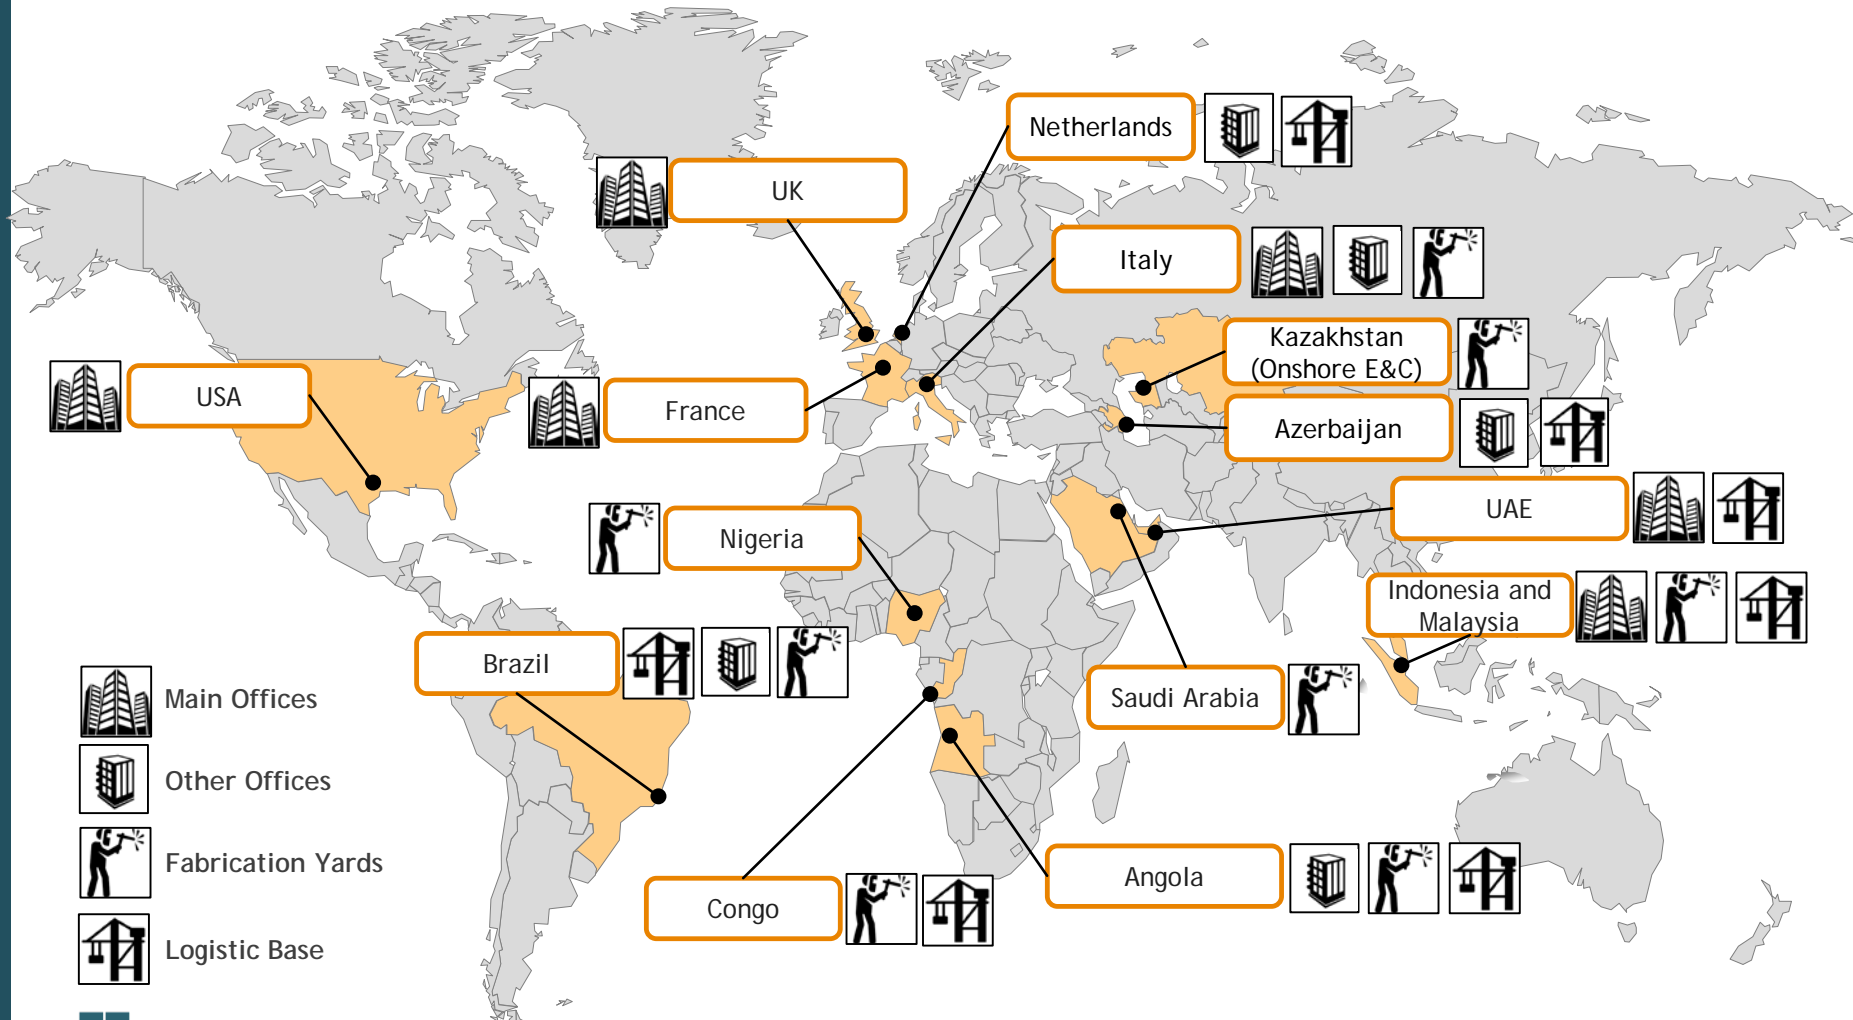 Netherlands
UK
Italy
Kazakhstan
(Onshore E&C)
USA
France
Azerbaijan
UAE
Nigeria
Indonesia and
Malaysia
Brazil
Saudi Arabia
Main Offices
Other Offices
Fabrication Yards
Angola
Congo
Logistic Base